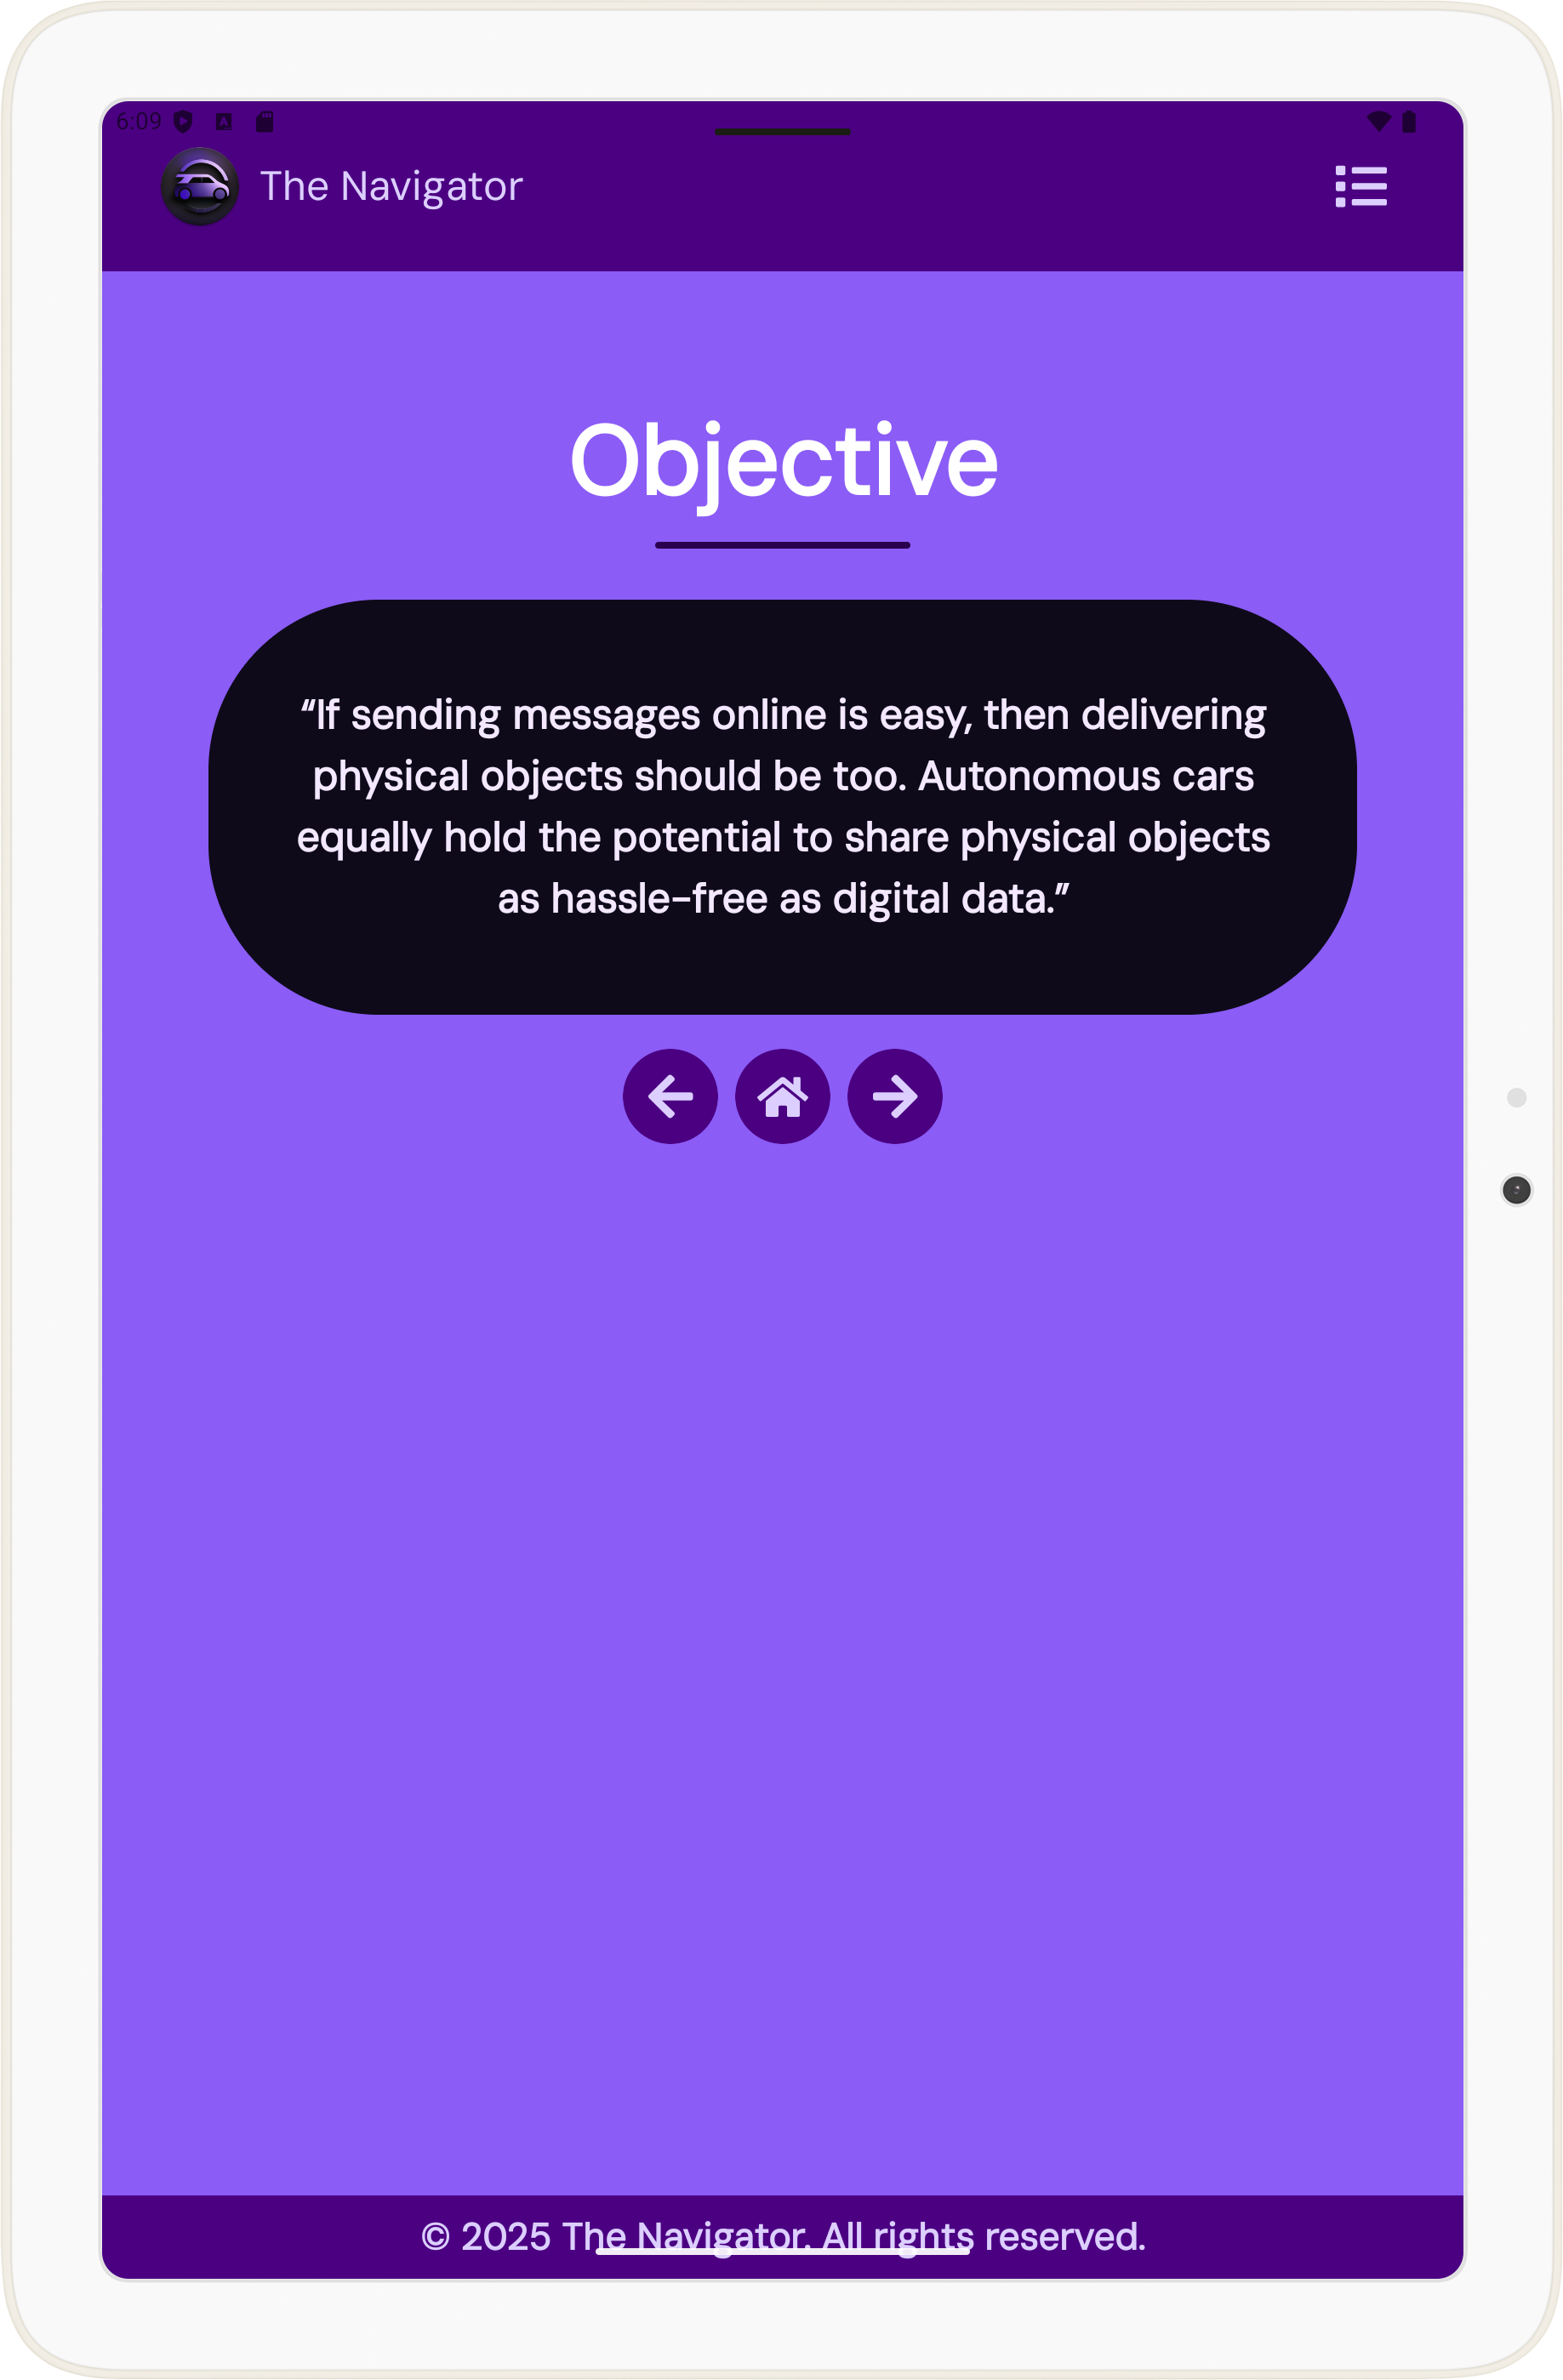 6:09
The Navigator
Objective
“If sending messages online is easy, then delivering
physical objects should be too. Autonomous cars
equally hold the potential to share physical objects
as hassle-free as digital data.”
© 2025 The Navigator. All rights reserved.